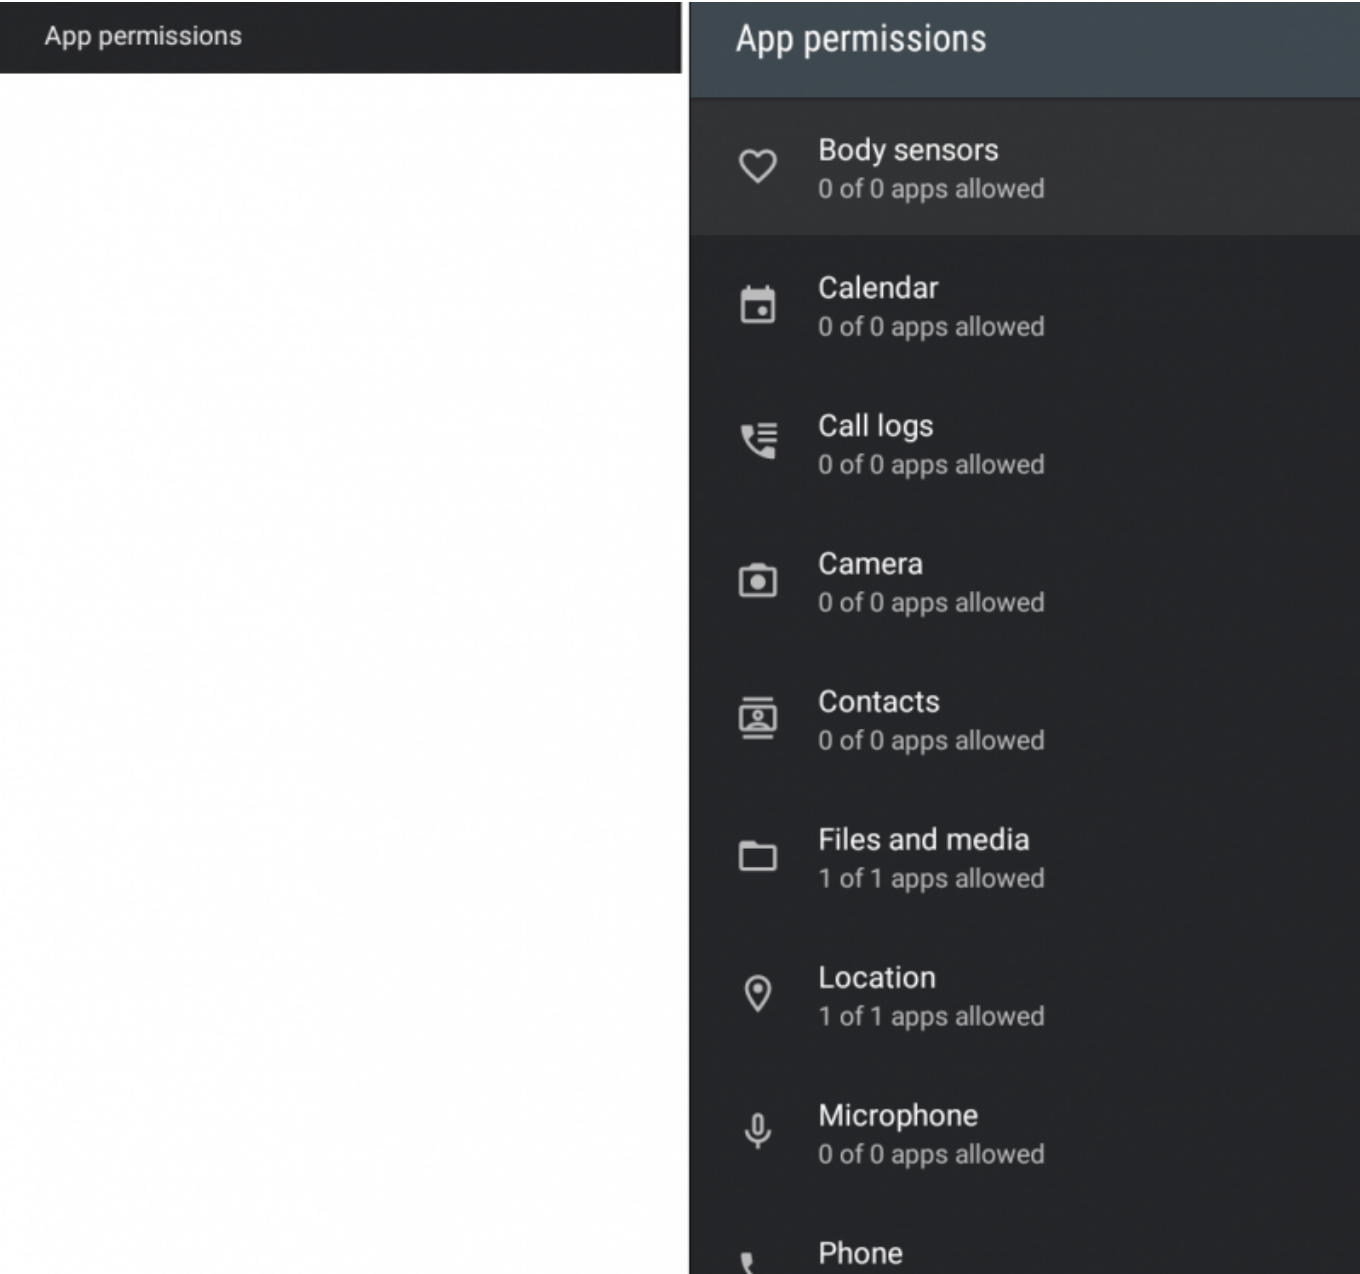 App permissions
App permissions
Body sensors
0 of 0 apps allowed
Calendar
0 of 0 apps allowed
Call logs
0 of 0 apps allowed
Camera
0 of 0 apps allowed
Contacts
0 of 0 apps allowed
Files and media
1 of 1 apps allowed
Location
1 of 1 apps allowed
Microphone
0 of 0 apps allowed
Phone